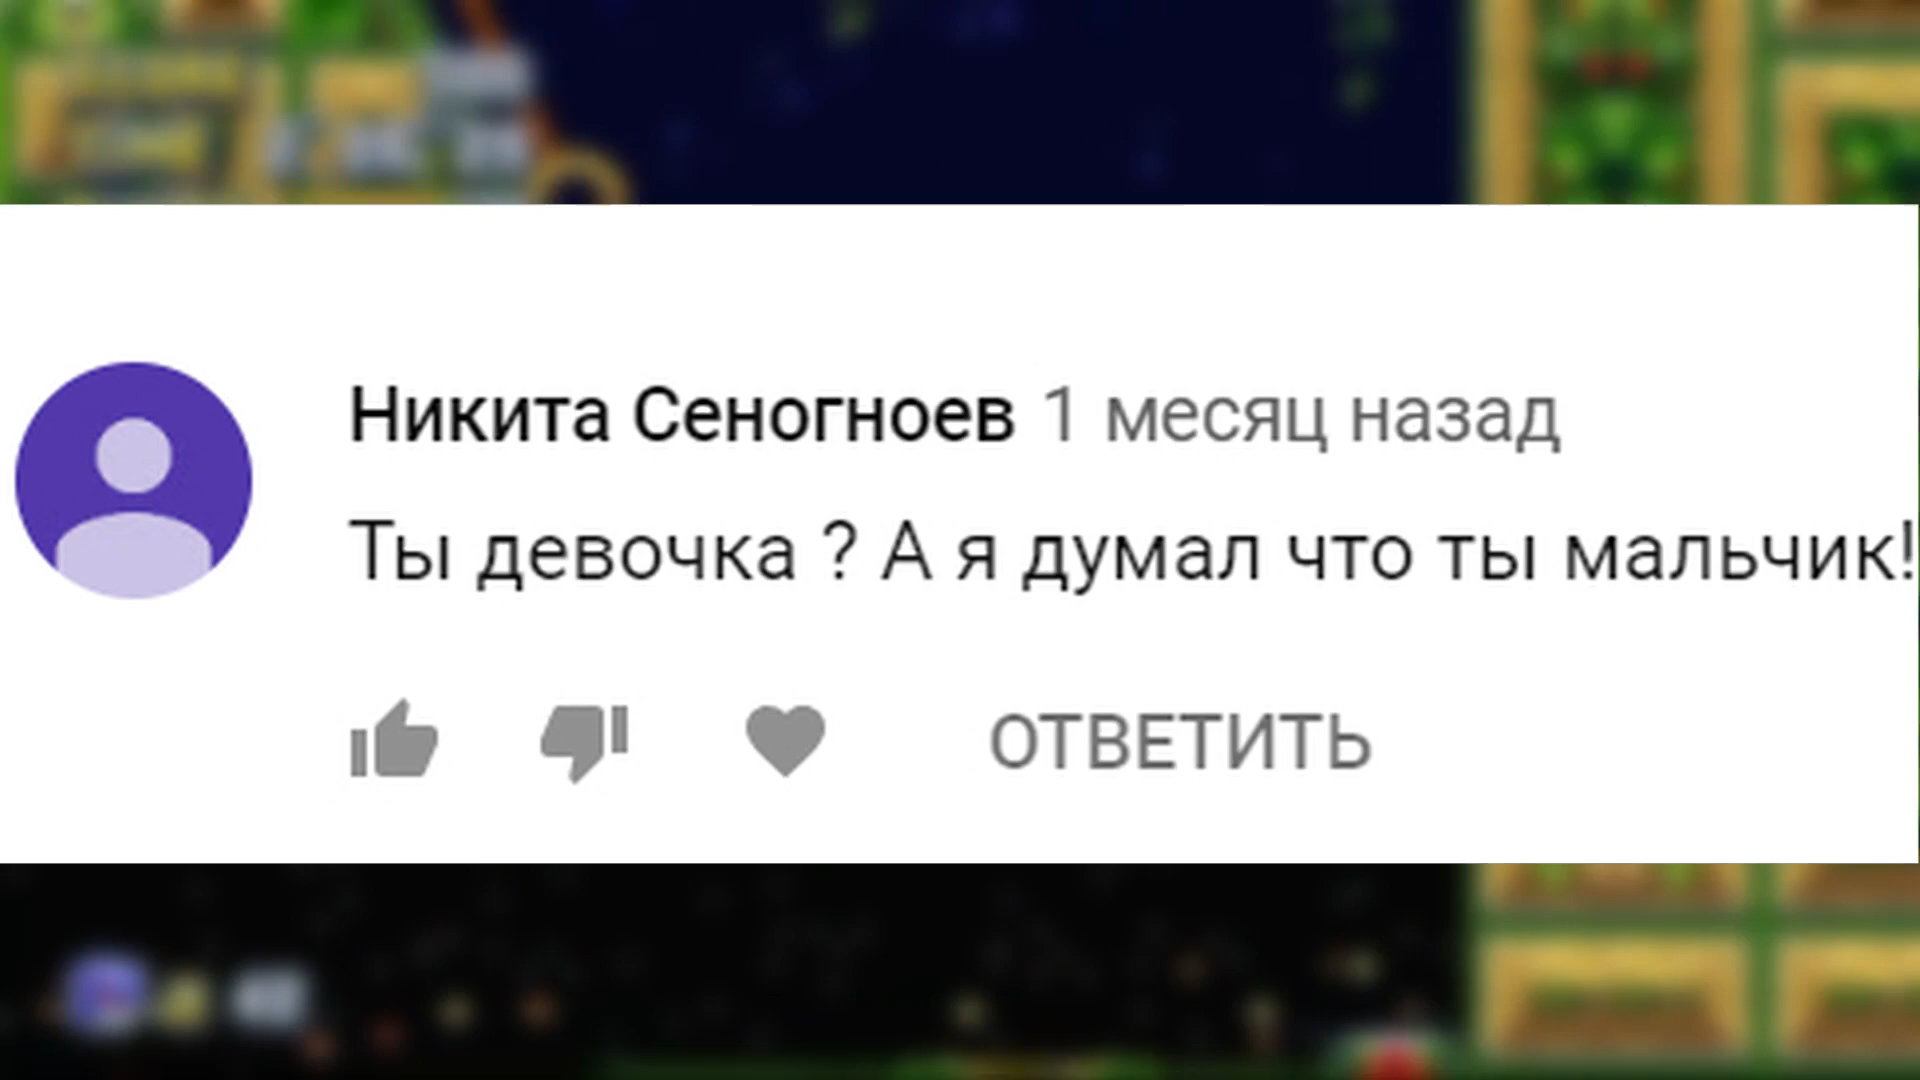 Никита Сеногноев 1 месяц назад
Ты девочка ? А я думал что ты мальчик!
ОТВЕТИТЬ